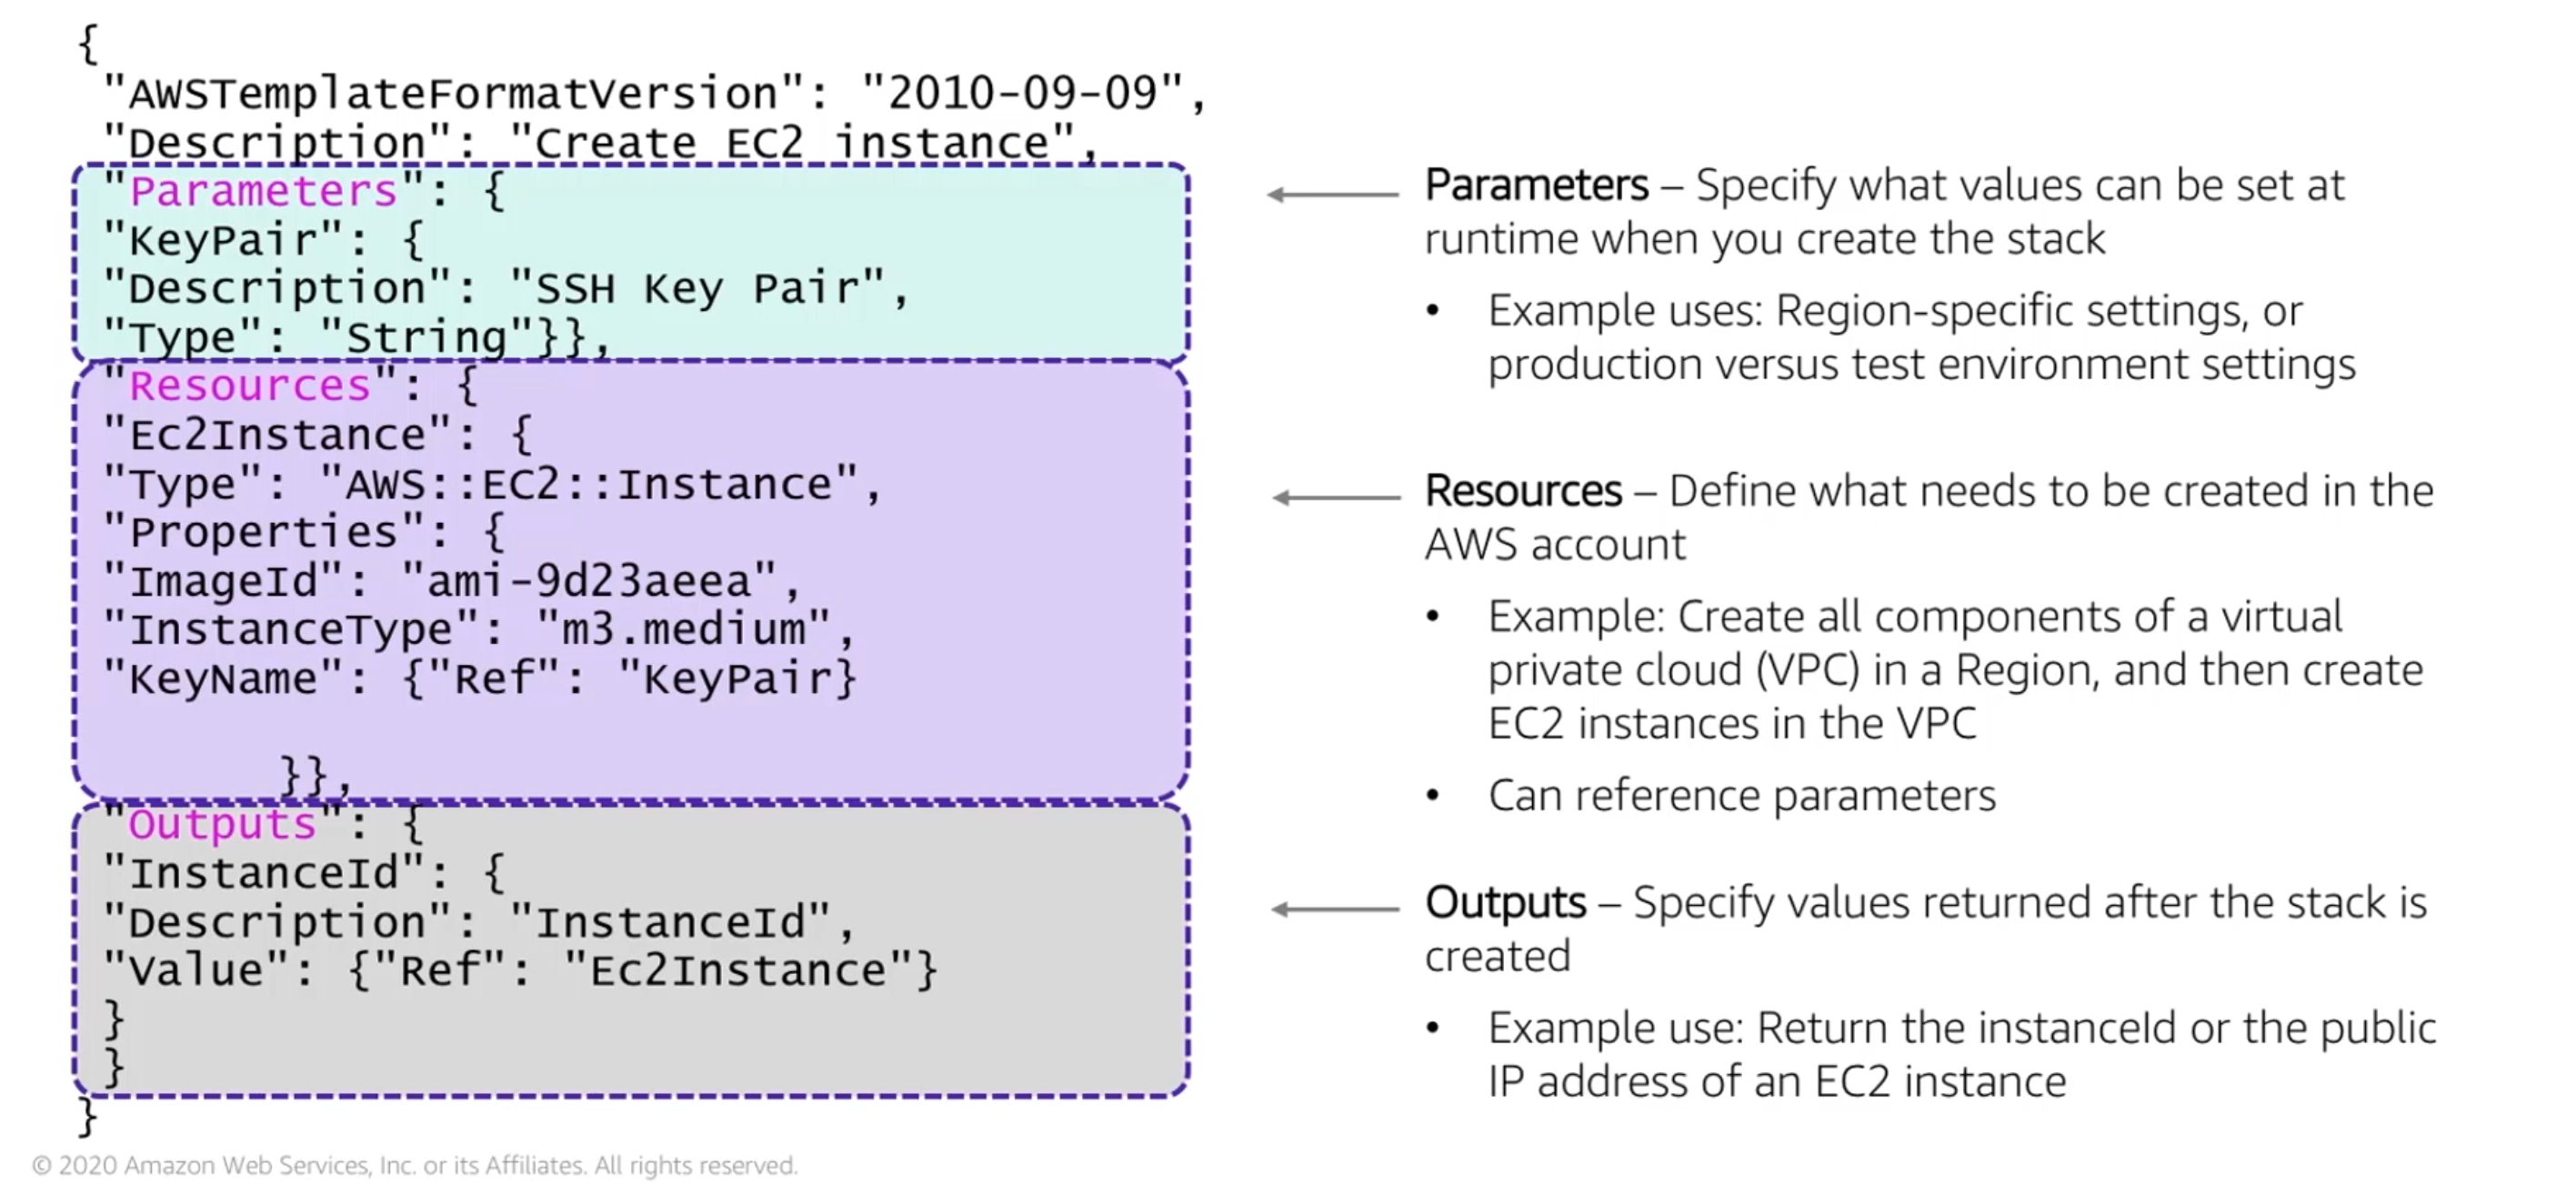 {
"AWSTemplateFormatVersion": "2010-09-09",
"Description": "Create EC2 instance",
"Parameters": {
"KeyPair": {
"Description": "SSH Key Pair",
"Type": "String"}},
"Resources": {
"Ec2Instance": {
"Type": "AWS::EC2::Instance",
"Properties": {
"ImageId": "ami-9d23aeea",
"InstanceType": "m3.medium",
"KeyName": {"Ref": "KeyPair}
}},
"Outputs": {
"InstanceId": {
"Description": "InstanceId",
"Value": {"Ref": "Ec2Instance"}
}
}
}
Parameters – Specify what values can be set at
runtime when you create the stack
• Example uses: Region-specific settings, or
production versus test environment settings
Resources – Define what needs to be created in the
AWS account
• Example: Create all components of a virtual
private cloud (VPC) in a Region, and then create
EC2 instances in the VPC
• Can reference parameters
Outputs – Specify values returned after the stack is
created
• Example use: Return the instanceId or the public
IP address of an EC2 instance
© 2020 Amazon Web Services, Inc. or its Affiliates. All rights reserved.